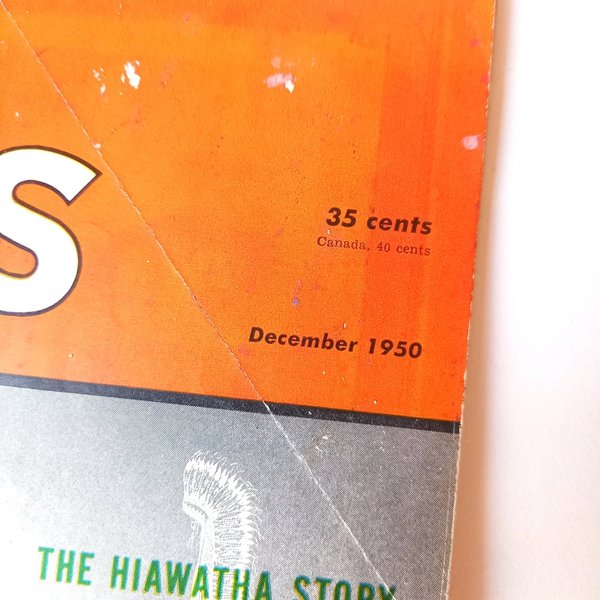 S
35 cents
Canada, 40 cents
December 1950
THE HIAWATHA STORY